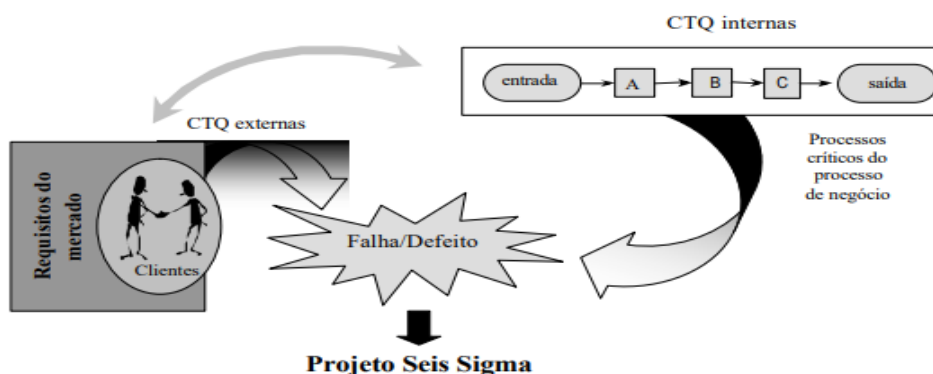 CTQ internas
entrada
A
B
C
saída
CTQ externas
Processos
críticos do
processo
de negócio
Requisitos do
mercado
Clientes
Falha/Defeito
Projeto Seis Sigma